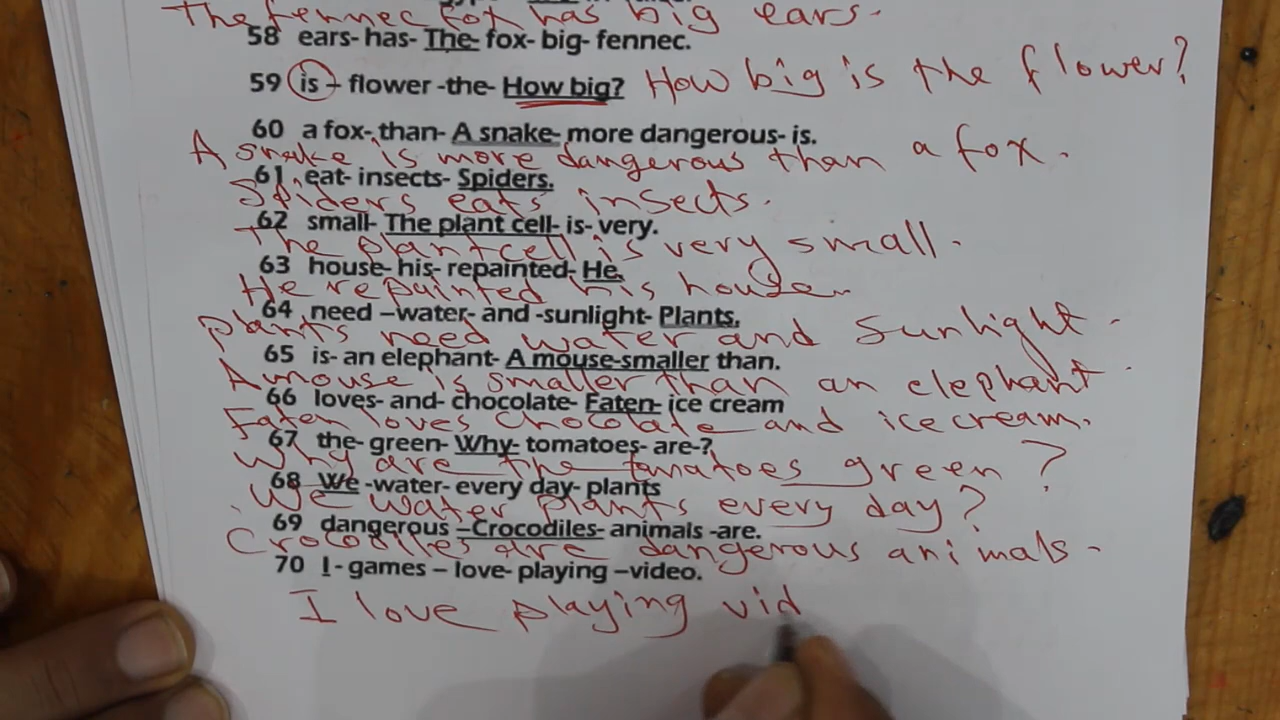 The fennec fox has big ears.
58 ears- has- The- fox- big- fennec.
59 is - flower -the- How big? How big is the flower?
60 a fox- than- A snake- more dangerous- is.
A snake is more dangerous than a fox.
61 eat- insects- Spiders.
Spiders eats insects.
62 small- The plant cell- is- very.
The plant cell is very small.
63 house- his- repainted- He.
He repainted his house.
64 need –water- and -sunlight- Plants.
plants need water and sunlight.
65 is- an elephant- A mouse-smaller than.
A mouse is smaller than an elephant.
66 loves- and- chocolate- Faten- ice cream
Faten loves chocolate and ice cream.
67 the- green- Why- tomatoes- are-?
Why are the tomatoes green?
68 We -water- every day- plants
We water plants every day?
69 dangerous –Crocodiles- animals -are.
Crocodiles are dangerous animals.
70 I - games – love- playing –video.
I love playing vid